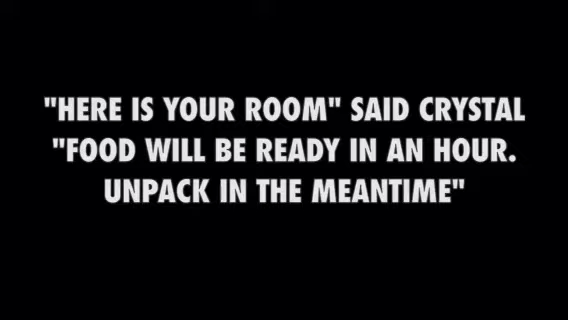 "HERE IS YOUR ROOM" SAID CRYSTAL
"FOOD WILL BE READY IN AN HOUR.
UNPACK IN THE MEANTIME"